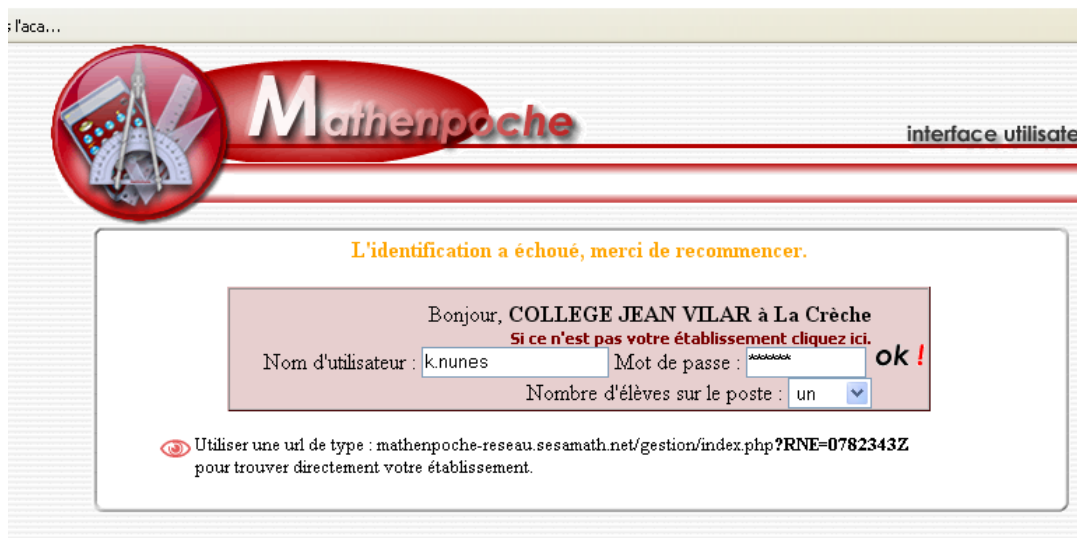 s l'aca...
Mathenpoche
interface utilisate
L'identification a échoué, merci de recommencer.
Bonjour, COLLEGE JEAN VILAR à La Crèche
Si ce n'est pas votre établissement cliquez ici.
Nom d'utilisateur : k.nunes Mot de passe : ******* ok !
Nombre d'élèves sur le poste : un
Utiliser une url de type : mathenpoche-reseau.sesamath.net/gestion/index.php?RNE=0782343Z
pour trouver directement votre établissement.